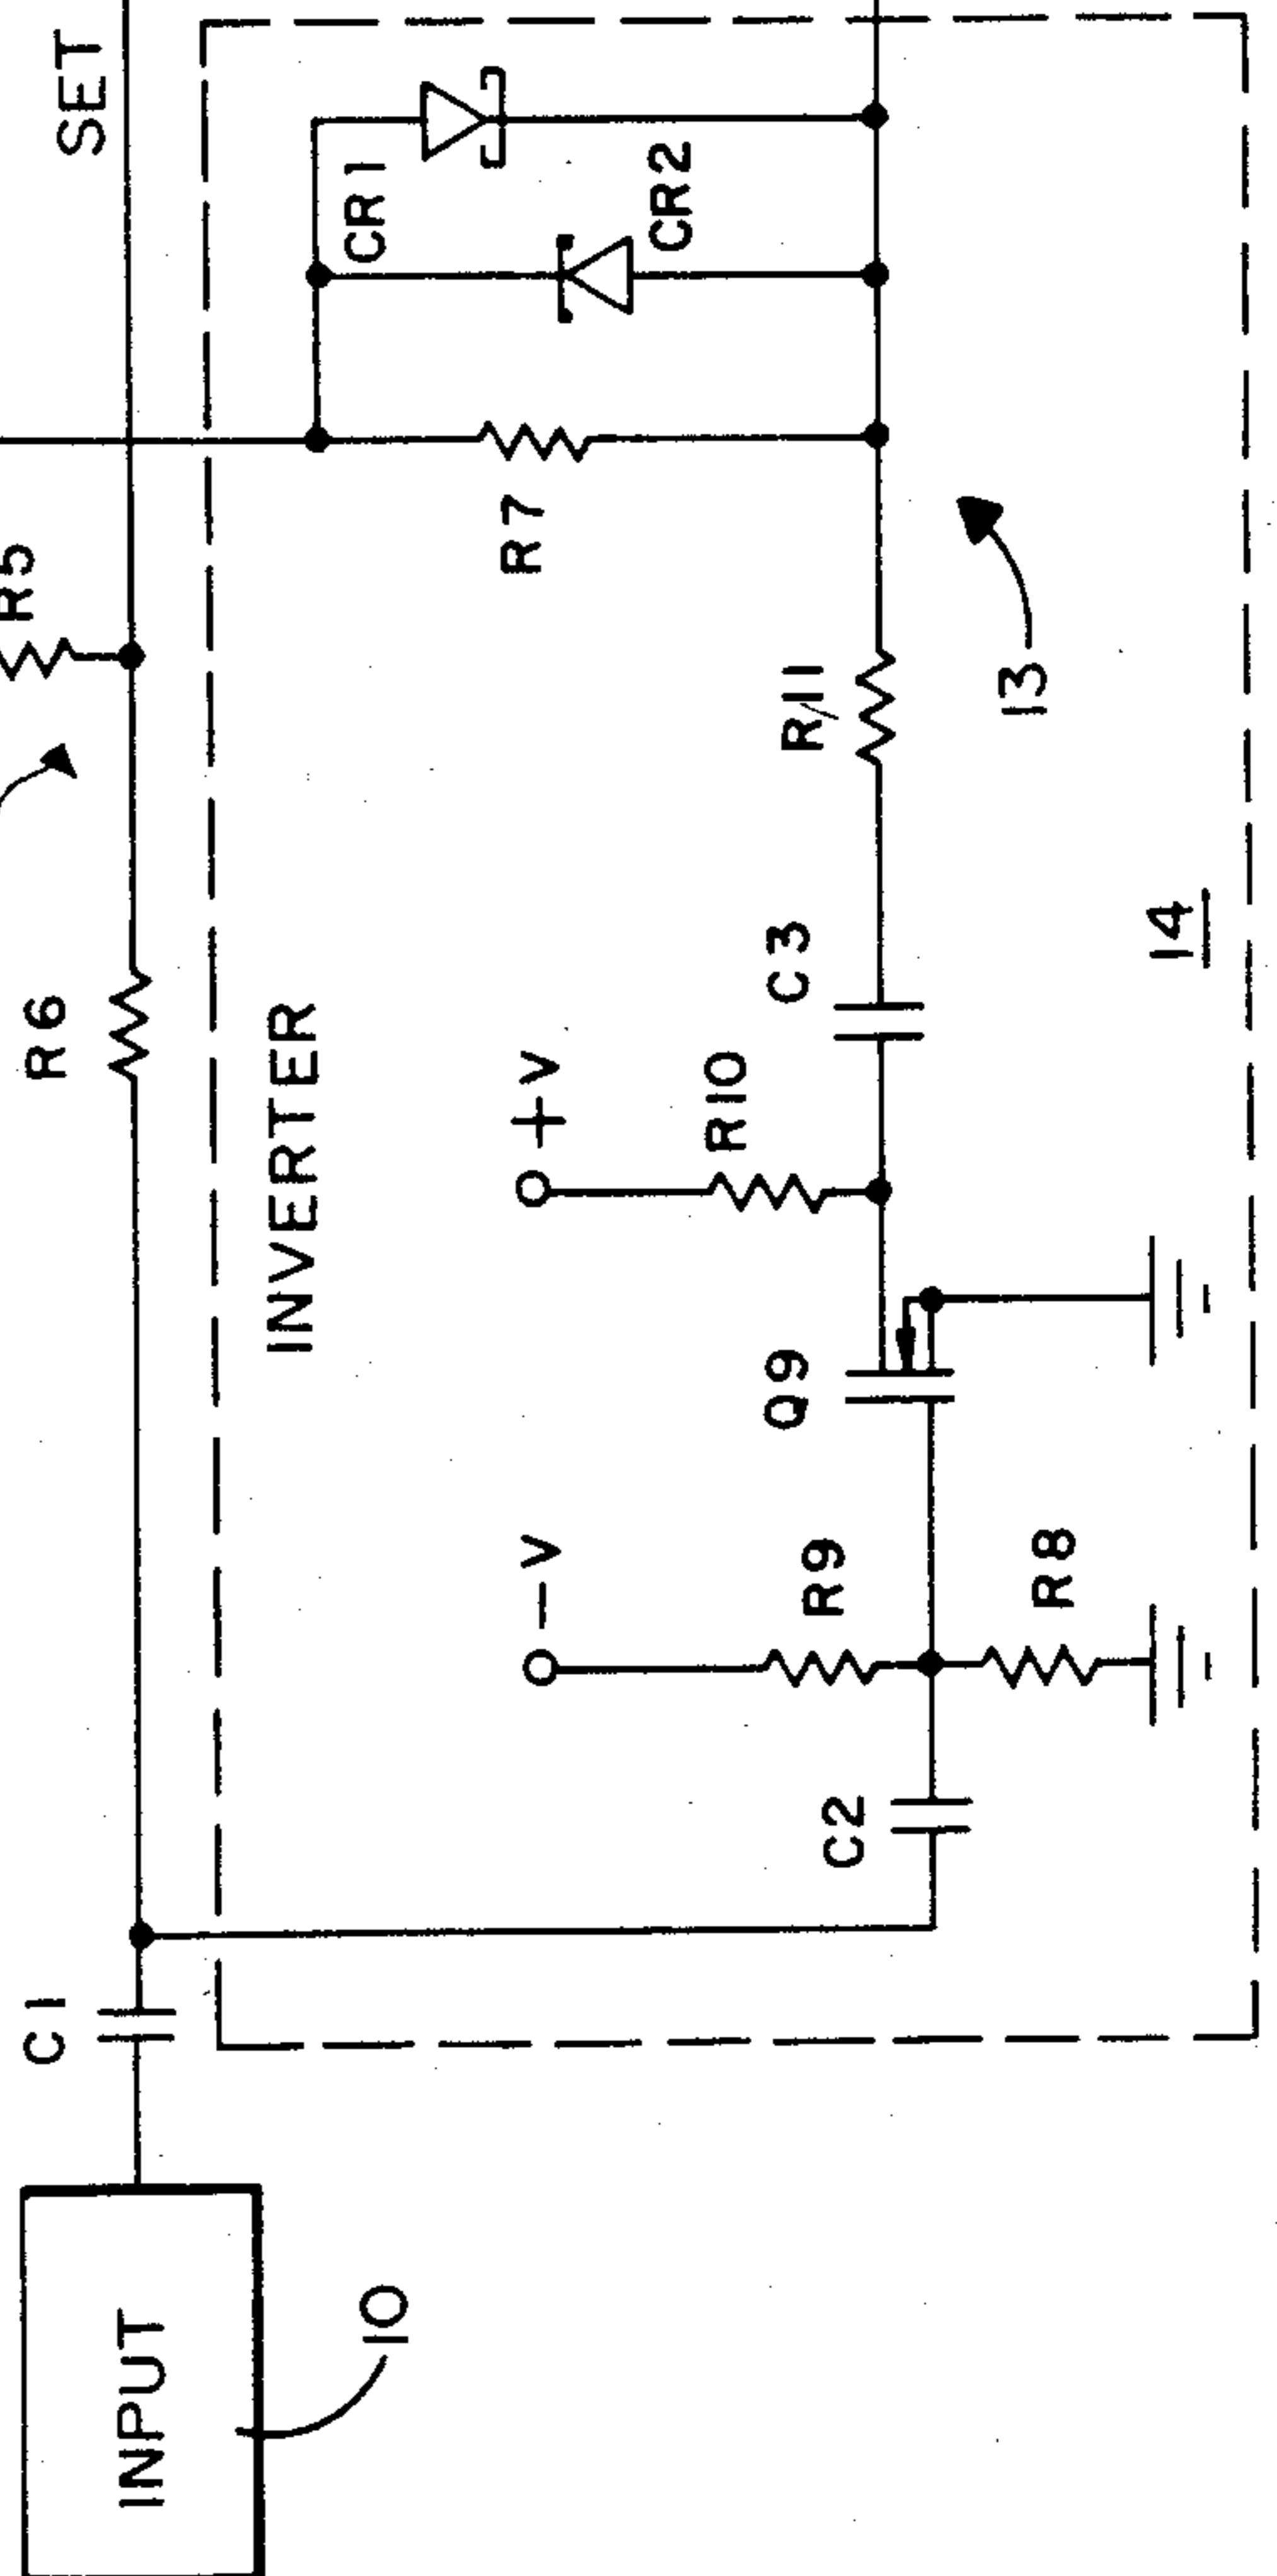 INPUT
10
C1
R6
R5
SET
INVERTER
C2
-V
R9
R8
Q9
+V
R10
C3
R11
R7
CR1
CR2
13
14